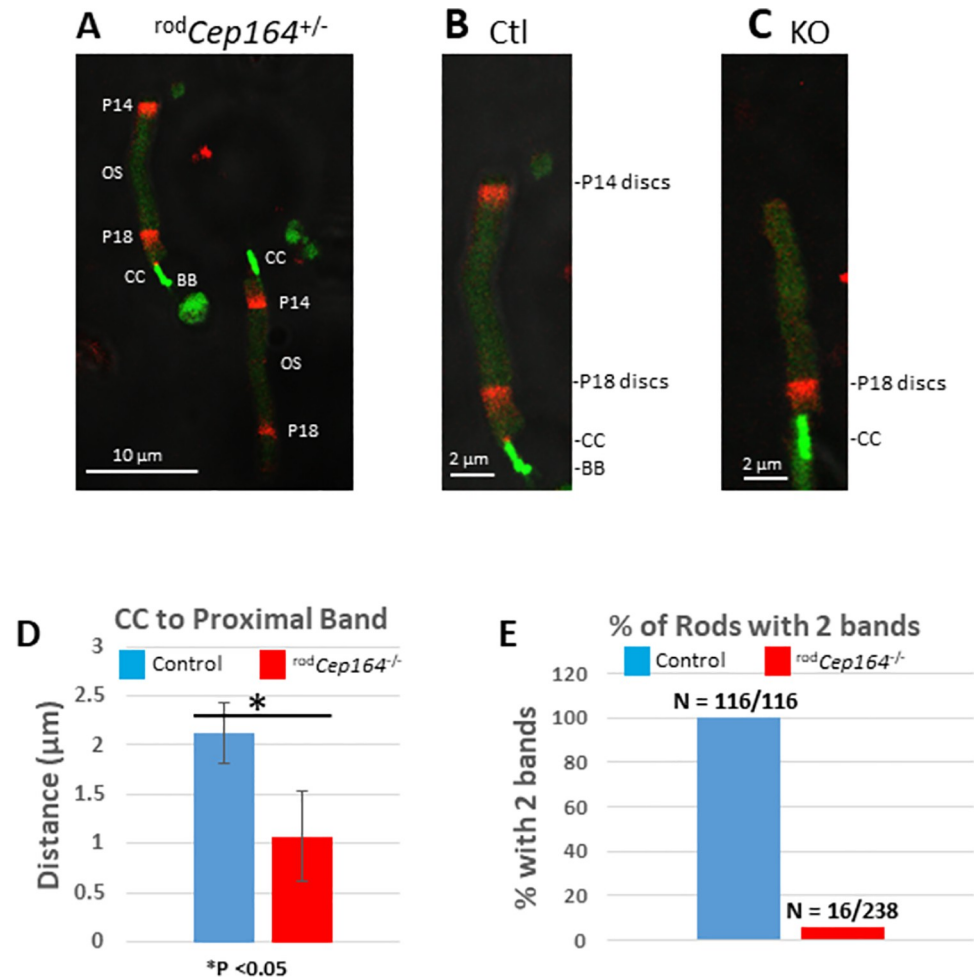 A
rodCep164+/-
P14
OS
P18
CC
BB
CC
P14
OS
P18
10 µm
B
Ctl
-P14 discs
-P18 discs
-CC
-BB
2 µm
C
KO
-P18 discs
-CC
2 µm
D
CC to Proximal Band
Control
rodCep164-/-
Distance (µm)
3
2.5
2
1.5
1
0.5
0
*
*P <0.05
E
% of Rods with 2 bands
Control
rodCep164-/-
% with 2 bands
120
100
80
60
40
20
0
N = 116/116
N = 16/238